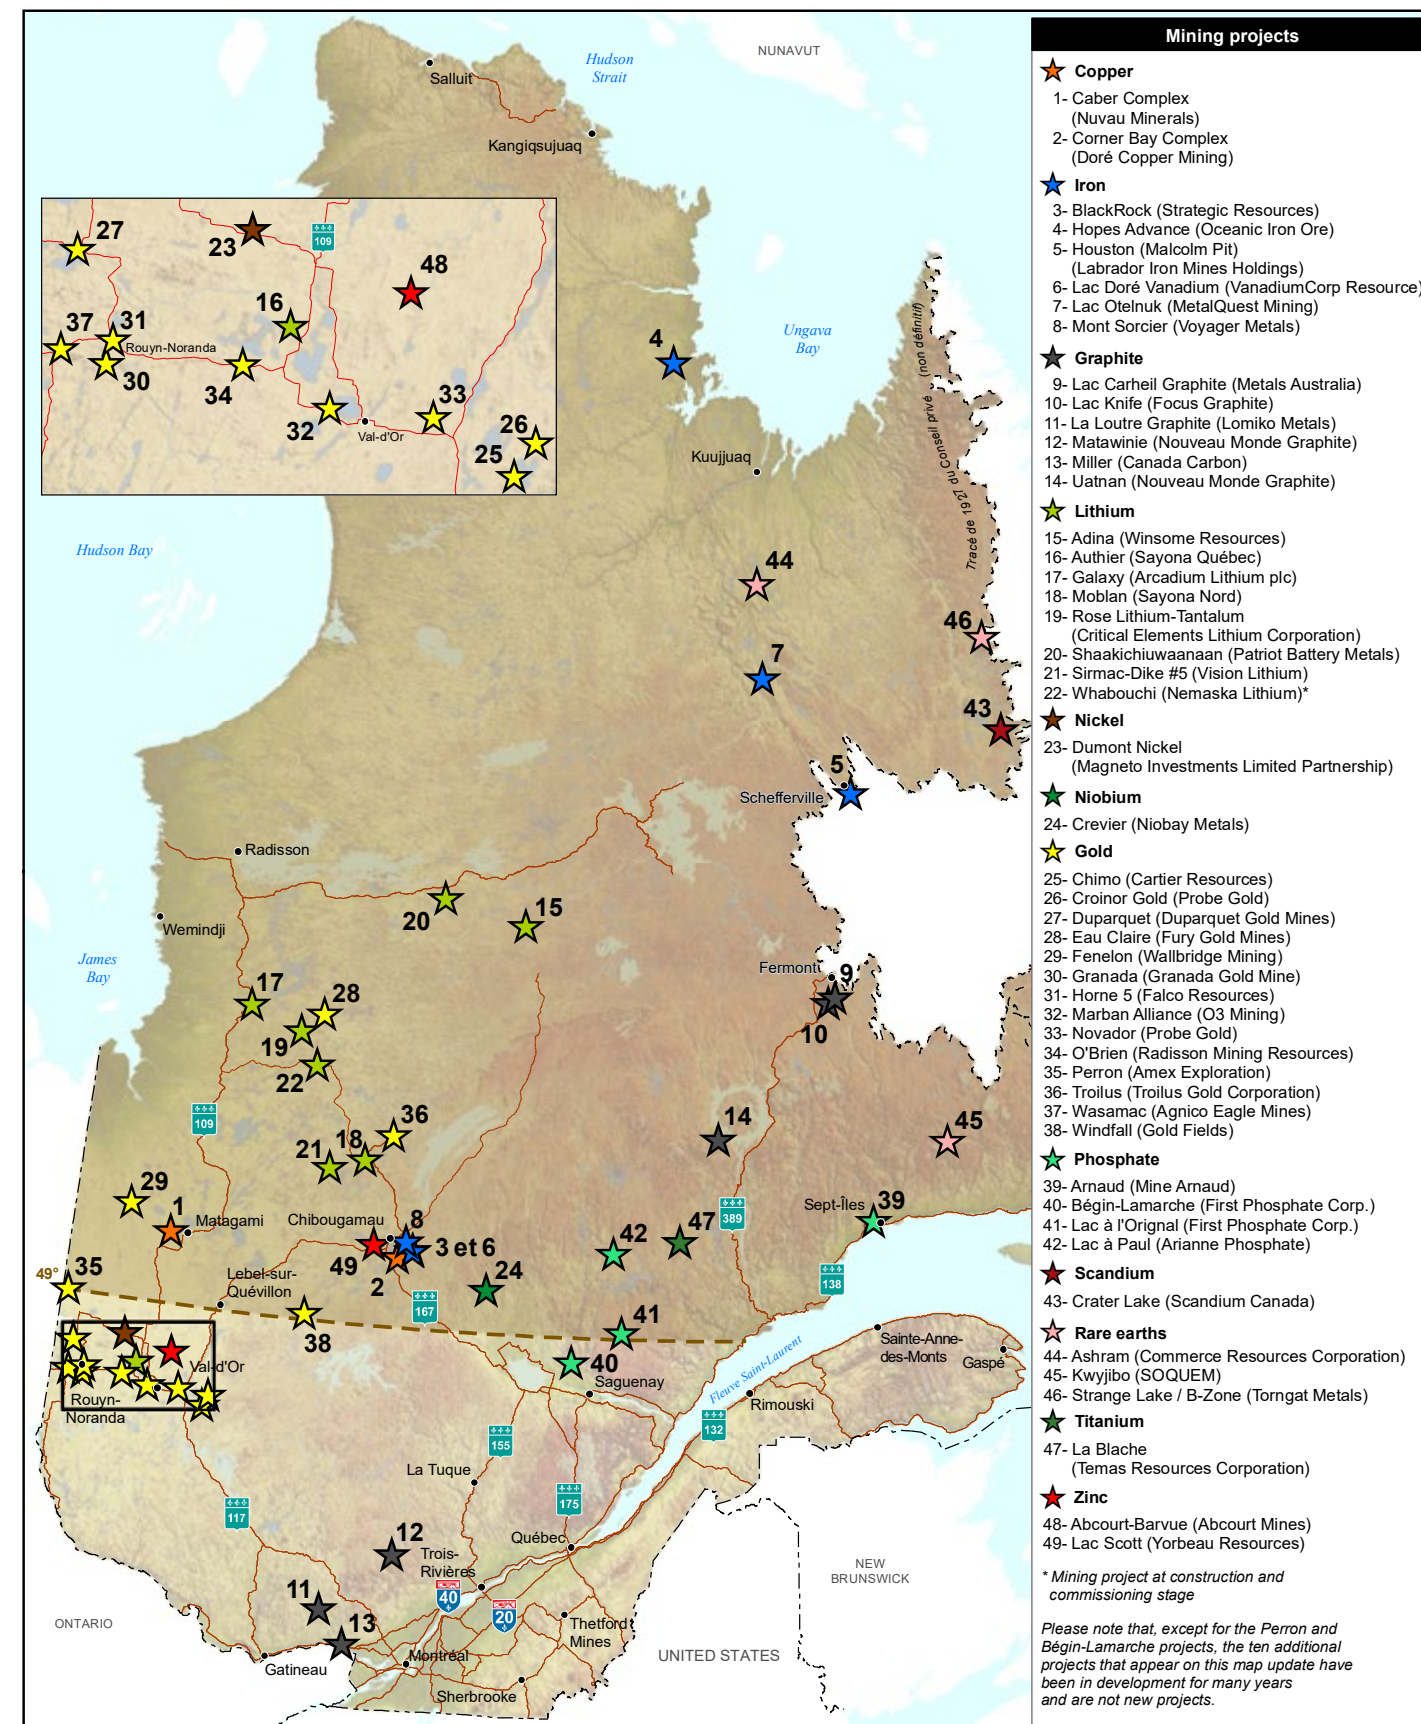 NUNAVUT
Hudson
Strait
Salluit
Kangiqsujuaq
27
23
109
48
16
37
31
Rouyn-Noranda
30
34
33
32
Val-d'Or
26
25
4
Ungava
Bay
Tracé de 1927 du Conseil privé (non définitif)
Kuujjuaq
Hudson Bay
44
46
7
43
5
Schefferville
Radisson
20
15
Wemindji
James
Bay
Fermont
9
10
17
28
19
22
109
36
14
45
21
18
29
1
Matagami
Chibougamau
8
3 et 6
49
2
24
42
47
389
Sept-Îles
39
49°
35
Lebel-sur-
Quévillon
167
138
38
41
40
Saguenay
Val-d'Or
Rouyn-
Noranda
Fleuve Saint-Laurent
Sainte-Anne-
des-Monts
Gaspé
Rimouski
132
155
La Tuque
175
117
12
Trois-
Rivières
Québec
NEW
BRUNSWICK
11
40
20
ONTARIO
13
Thetford
Mines
Gatineau
Montréal
UNITED STATES
Sherbrooke
Mining projects
Copper
1- Caber Complex
(Nuvau Minerals)
2- Corner Bay Complex
(Doré Copper Mining)
Iron
3- BlackRock (Strategic Resources)
4- Hopes Advance (Oceanic Iron Ore)
5- Houston (Malcolm Pit)
(Labrador Iron Mines Holdings)
6- Lac Doré Vanadium (VanadiumCorp Resource)
7- Lac Otelnuk (MetalQuest Mining)
8- Mont Sorcier (Voyager Metals)
Graphite
9- Lac Carheil Graphite (Metals Australia)
10- Lac Knife (Focus Graphite)
11- La Loutre Graphite (Lomiko Metals)
12- Matawinie (Nouveau Monde Graphite)
13- Miller (Canada Carbon)
14- Uatnan (Nouveau Monde Graphite)
Lithium
15- Adina (Winsome Resources)
16- Authier (Sayona Québec)
17- Galaxy (Arcadium Lithium plc)
18- Moblan (Sayona Nord)
19- Rose Lithium-Tantalum
(Critical Elements Lithium Corporation)
20- Shaakichiuwaanaan (Patriot Battery Metals)
21- Sirmac-Dike #5 (Vision Lithium)
22- Whabouchi (Nemaska Lithium)*
Nickel
23- Dumont Nickel
(Magneto Investments Limited Partnership)
Niobium
24- Crevier (Niobay Metals)
Gold
25- Chimo (Cartier Resources)
26- Croinor Gold (Probe Gold)
27- Duparquet (Duparquet Gold Mines)
28- Eau Claire (Fury Gold Mines)
29- Fenelon (Wallbridge Mining)
30- Granada (Granada Gold Mine)
31- Horne 5 (Falco Resources)
32- Marban Alliance (O3 Mining)
33- Novador (Probe Gold)
34- O'Brien (Radisson Mining Resources)
35- Perron (Amex Exploration)
36- Troilus (Troilus Gold Corporation)
37- Wasamac (Agnico Eagle Mines)
38- Windfall (Gold Fields)
Phosphate
39- Arnaud (Mine Arnaud)
40- Bégin-Lamarche (First Phosphate Corp.)
41- Lac à l'Orignal (First Phosphate Corp.)
42- Lac à Paul (Arianne Phosphate)
Scandium
43- Crater Lake (Scandium Canada)
Rare earths
44- Ashram (Commerce Resources Corporation)
45- Kwyjibo (SOQUEM)
46- Strange Lake / B-Zone (Torngat Metals)
Titanium
47- La Blache
(Temas Resources Corporation)
Zinc
48- Abcourt-Barvue (Abcourt Mines)
49- Lac Scott (Yorbeau Resources)
* Mining project at construction and
commissioning stage
Please note that, except for the Perron and
Bégin-Lamarche projects, the ten additional
projects that appear on this map update have
been in development for many years
and are not new projects.